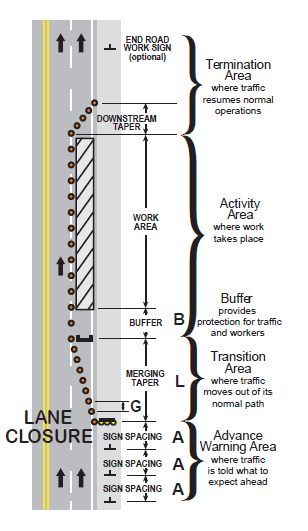 END ROAD
WORK SIGN
(optional)
Termination
Area
where traffic
resumes normal
operations
DOWNSTREAM
TAPER
WORK
AREA
Activity
Area
where work
takes place
BUFFER
B
Buffer
provides
protection for traffic
and workers
MERGING
TAPER
L
Transition
Area
where traffic
moves out of its
normal path
G
LANE
CLOSURE
SIGN SPACING A
SIGN SPACING A
SIGN SPACING A
Advance
Warning Area
where traffic
is told what to
expect ahead